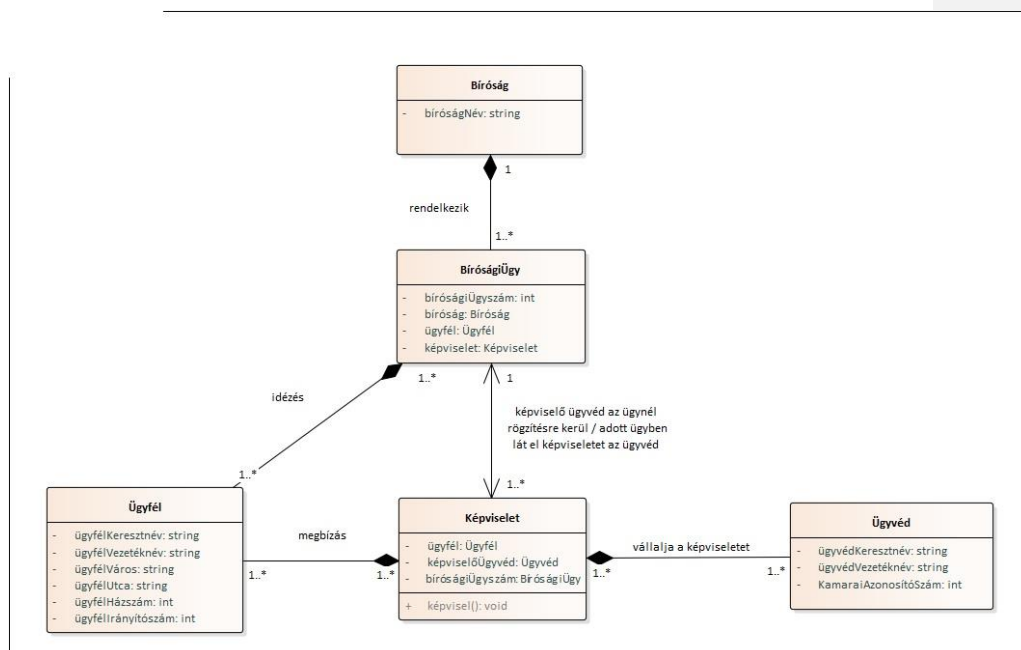 Bíróság
- bíróságNév: string
1
rendelkezik
1..*
BíróságiÜgy
- bíróságiÜgyszám: int
- bíróság: Bíróság
- ügyfél: Ügyfél
- képviselet: Képviselet
1..*
1
idézés
képviselő ügyvéd az ügynél
rögzítésre kerül / adott ügyben
lát el képviseletet az ügyvéd
1..*
1..*
Ügyfél
- ügyfélKeresztnév: string
- ügyfélVezetéknév: string
- ügyfélVáros: string
- ügyfélUtca: string
- ügyfélHázszám: int
- ügyfélIrányítószám: int
megbízás
1..*
1..*
Képviselet
- ügyfél: Ügyfél
- képviselőÜgyvéd: Ügyvéd
- bíróságiÜgyszám: BíróságiÜgy
+ képvisel(): void
vállalja a képviseletet
1..*
1..*
Ügyvéd
- ügyvédKeresztnév: string
- ügyvédVezetéknév: string
- KamaraiAzonosítóSzám: int